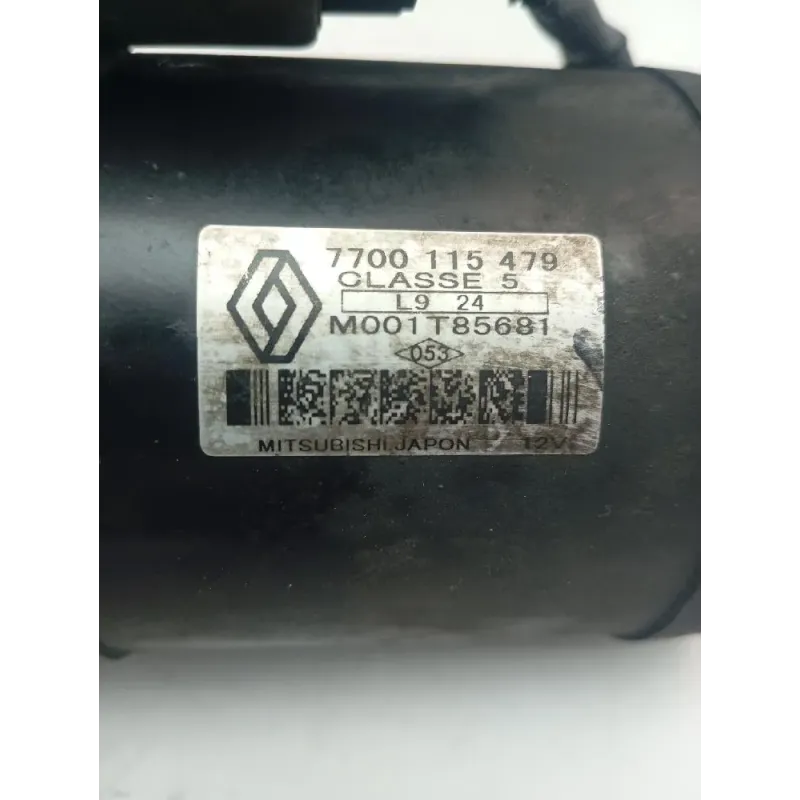 7700 115 479
CLASSE 5
L9 24
M001T85681
053
MITSUBISHI JAPON 12V